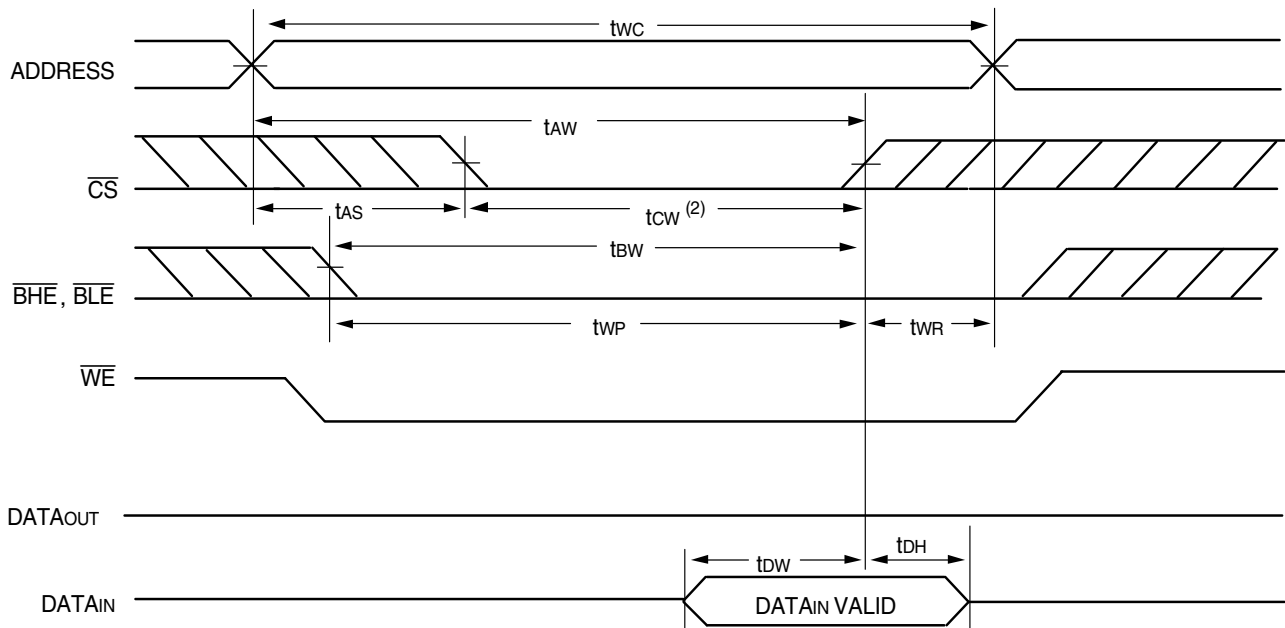 tWC
ADDRESS
tAW
CS
tAS
tCW (2)
tBW
BHE, BLE
tWP
tWR
WE
DATAOUT
tDW
tDH
DATAIN
DATAIN VALID